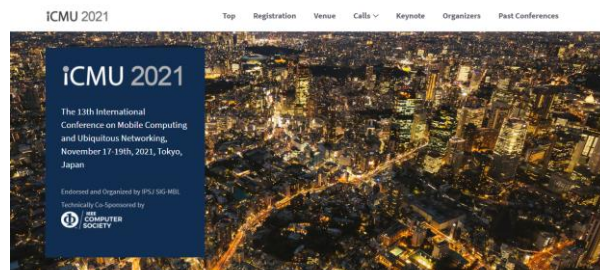 iCMU 2021
Top Registration Venue Calls Keynote Organizers Past Conferences
iCMU 2021
The 13th International
Conference on Mobile Computing
and Ubiquitous Networking,
November 17-19th, 2021, Tokyo,
Japan
Endorsed and Organized by IPSJ SIG-MBL
Technically Co-Sponsored by
IEEE
COMPUTER
SOCIETY